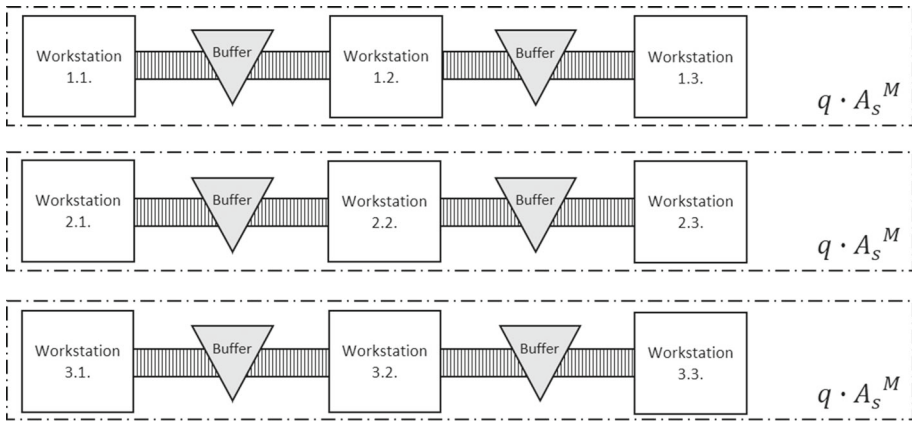 Workstation
1.1.
Buffer
Workstation
1.2.
Buffer
Workstation
1.3.
q · A_s^M
Workstation
2.1.
Buffer
Workstation
2.2.
Buffer
Workstation
2.3.
q · A_s^M
Workstation
3.1.
Buffer
Workstation
3.2.
Buffer
Workstation
3.3.
q · A_s^M